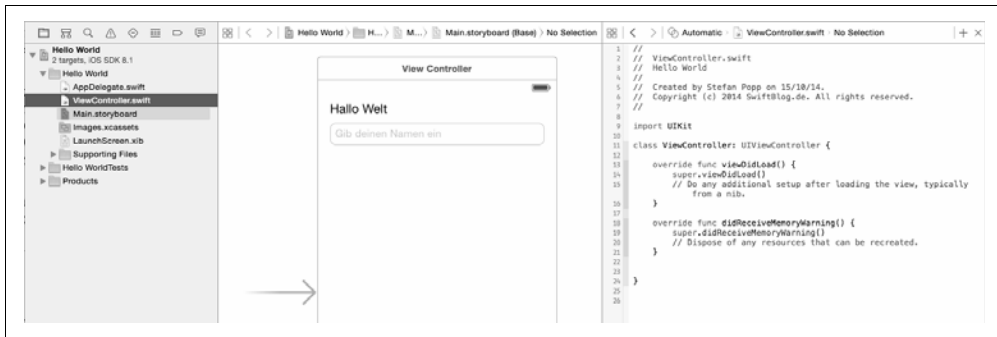 Hello World
2 targets, iOS SDK 8.1
Hello World
AppDelegate.swift
ViewController.swift
Main.storyboard
Images.xcassets
LaunchScreen.xib
Supporting Files
Hello WorldTests
Products
Hello World 〉 H... 〉 M... 〉 Main.storyboard (Base) 〉 No Selection
View Controller
Hallo Welt
Gib deinen Namen ein
Automatic 〉 ViewController.swift 〉 No Selection
1 //
2 //  ViewController.swift
3 //  Hello World
4 //
5 //  Created by Stefan Popp on 15/10/14.
6 //  Copyright (c) 2014 SwiftBlog.de. All rights reserved.
7 //
8
9 import UIKit
10
11 class ViewController: UIViewController {
12
13     override func viewDidLoad() {
14         super.viewDidLoad()
15         // Do any additional setup after loading the view, typically
from a nib.
16     }
17
18     override func didReceiveMemoryWarning() {
19         super.didReceiveMemoryWarning()
20         // Dispose of any resources that can be recreated.
21     }
22
23
24 }
25
26